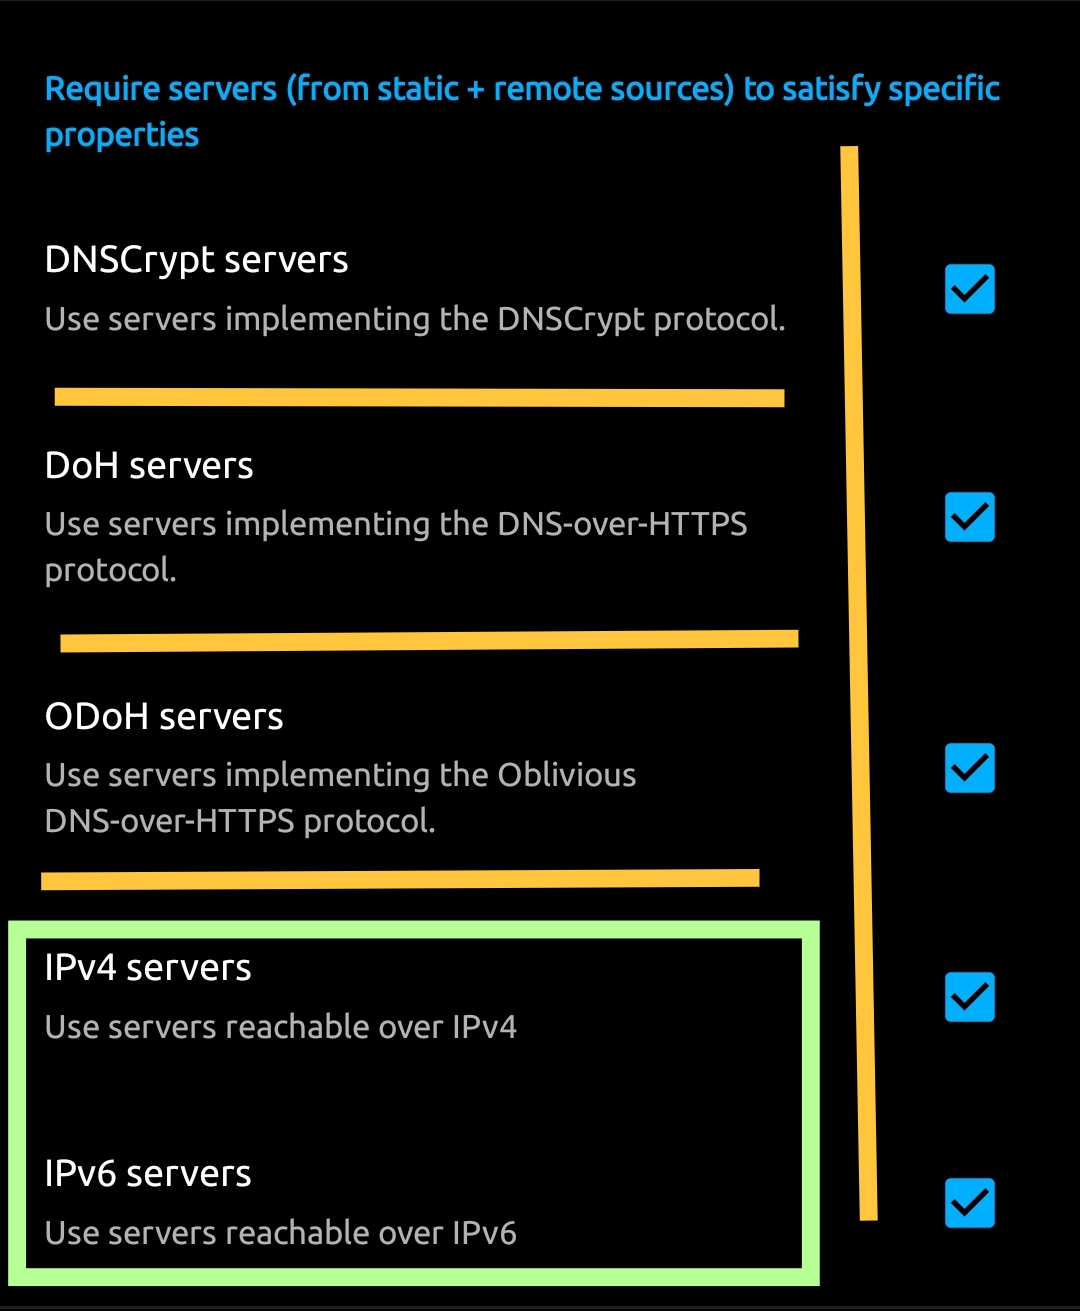 Require servers (from static + remote sources) to satisfy specific
properties
DNSCrypt servers
Use servers implementing the DNSCrypt protocol.
DoH servers
Use servers implementing the DNS-over-HTTPS
protocol.
ODoH servers
Use servers implementing the Oblivious
DNS-over-HTTPS protocol.
IPv4 servers
Use servers reachable over IPv4
IPv6 servers
Use servers reachable over IPv6